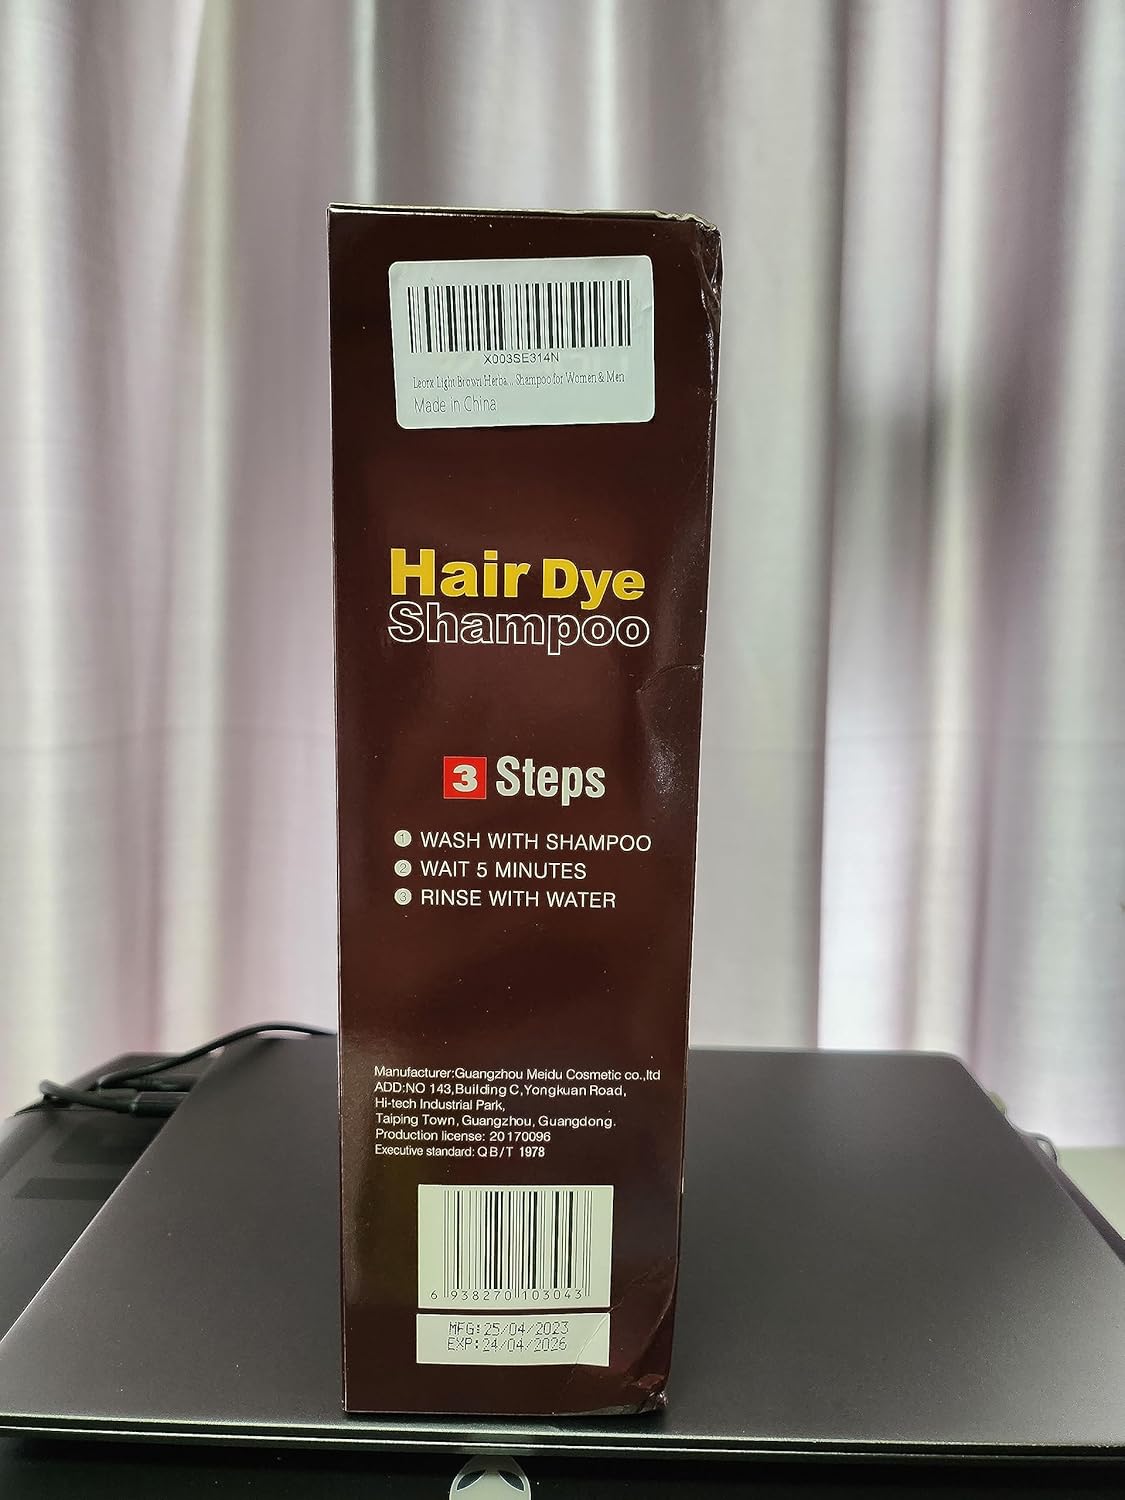 X003SE314N
Leorx Light Brown Herba... Shampoo for Women & Men
Made in China
Hair Dye
Shampoo
3 Steps
1 WASH WITH SHAMPOO
2 WAIT 5 MINUTES
3 RINSE WITH WATER
Manufacturer:Guangzhou Meidu Cosmetic co.,ltd
ADD:NO 143,Building C,Yongkuan Road,
Hi-tech Industrial Park,
Taiping Town, Guangzhou, Guangdong.
Production license: 20170096
Executive standard: QB/T 1978
6 938270 103043
MFG:25/04/2023
EXP:24/04/2026